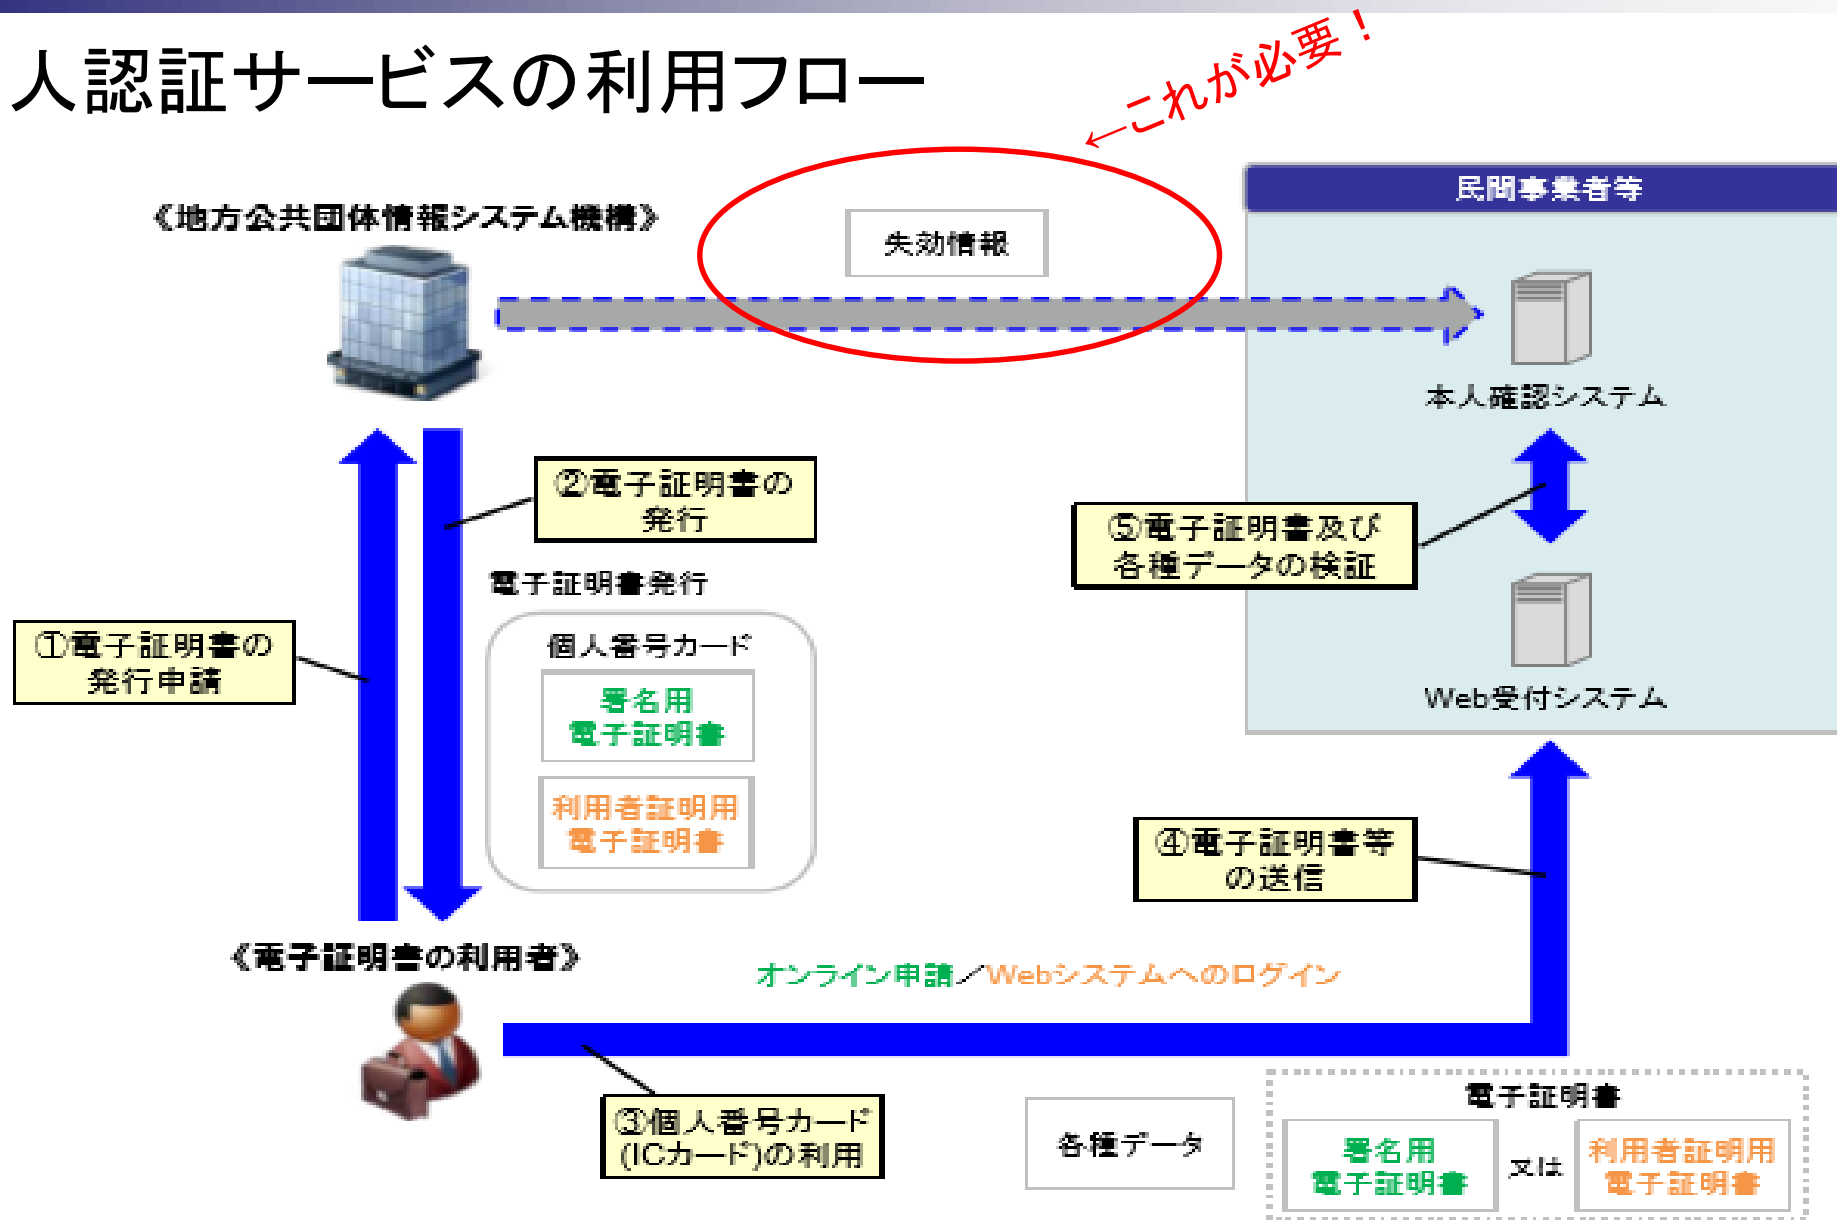 人認証サービスの利用フロー
←これが必要！
《地方公共団体情報システム機構》
失効情報
民間事業者等
本人確認システム
②電子証明書の
発行
⑤電子証明書及び
各種データの検証
電子証明書発行
①電子証明書の
発行申請
個人番号カード
署名用
電子証明書
利用者証明用
電子証明書
Web受付システム
④電子証明書等
の送信
《電子証明書の利用者》
オンライン申請／Webシステムへのログイン
③個人番号カード
(ICカード)の利用
各種データ
電子証明書
署名用
電子証明書
又は
利用者証明用
電子証明書